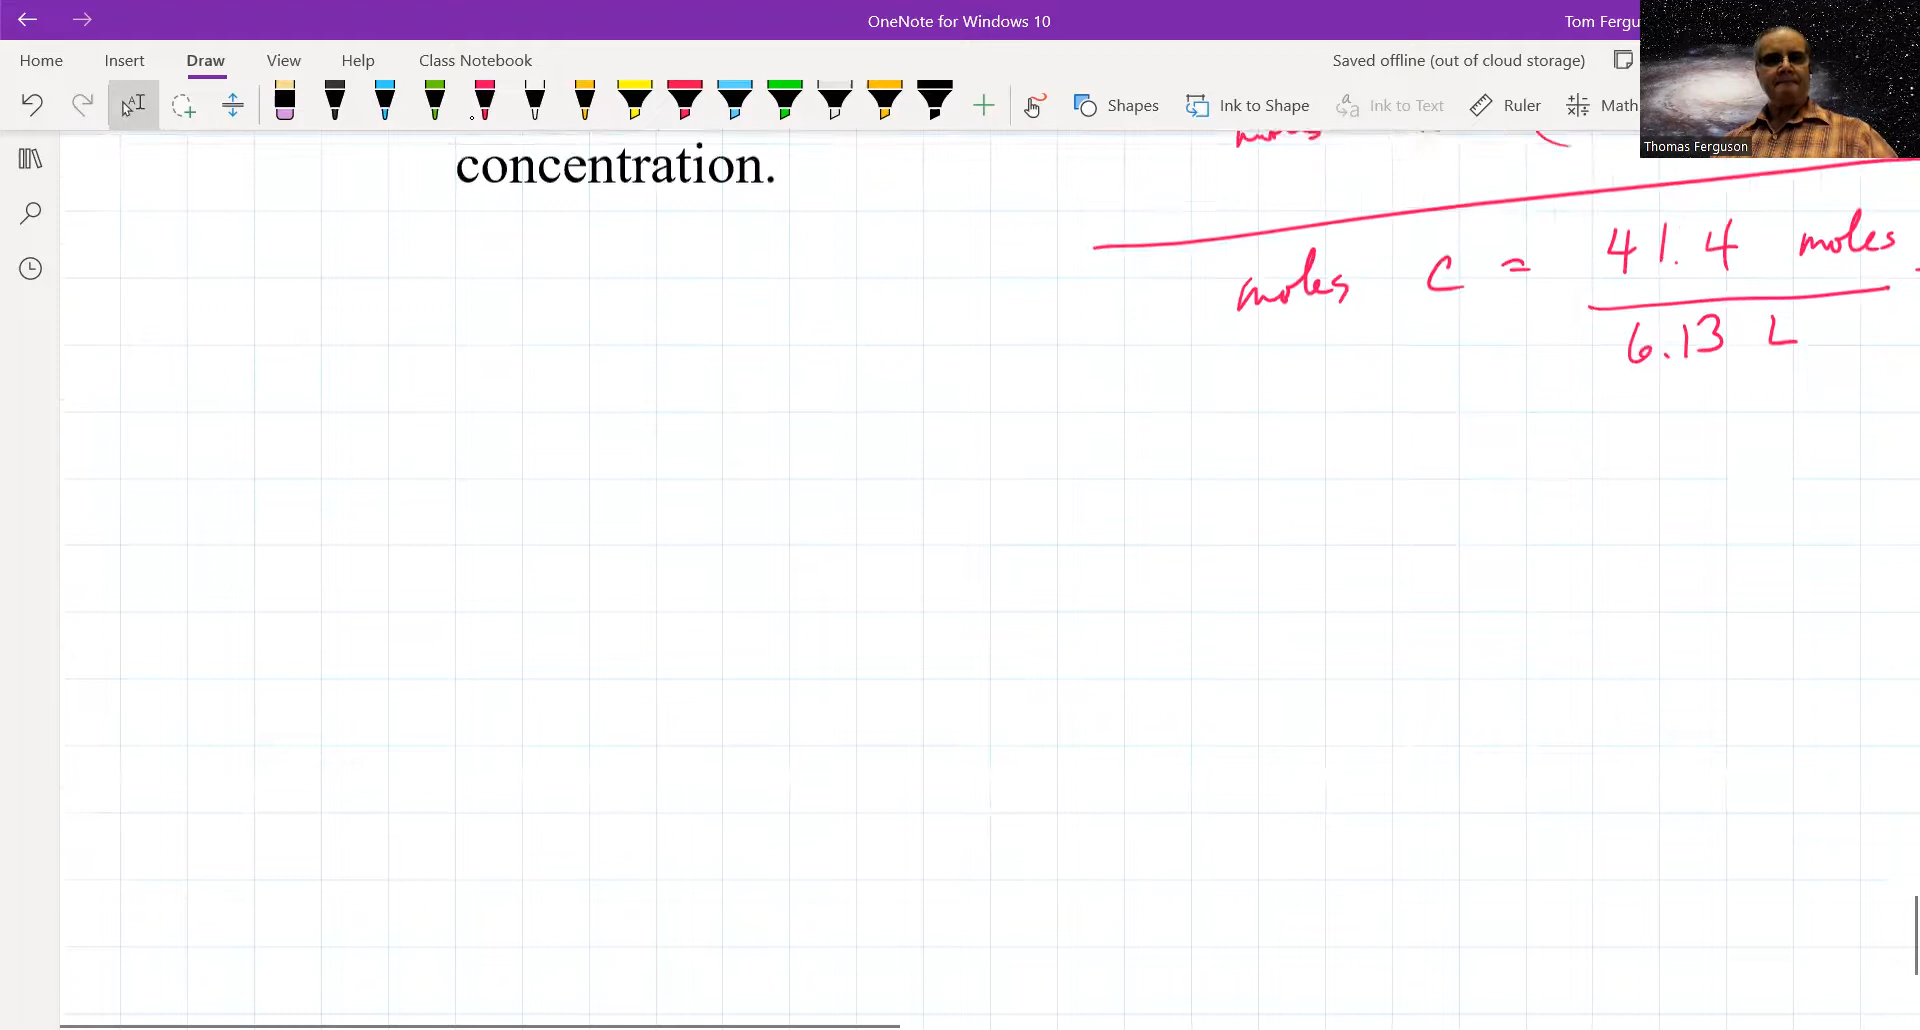 OneNote for Windows 10
Tom Fergu
Home Insert Draw View Help Class Notebook
Saved offline (out of cloud storage)
Shapes Ink to Shape Ink to Text Ruler Math
Thomas Ferguson
concentration.
moles C = 41.4 moles
6.13 L